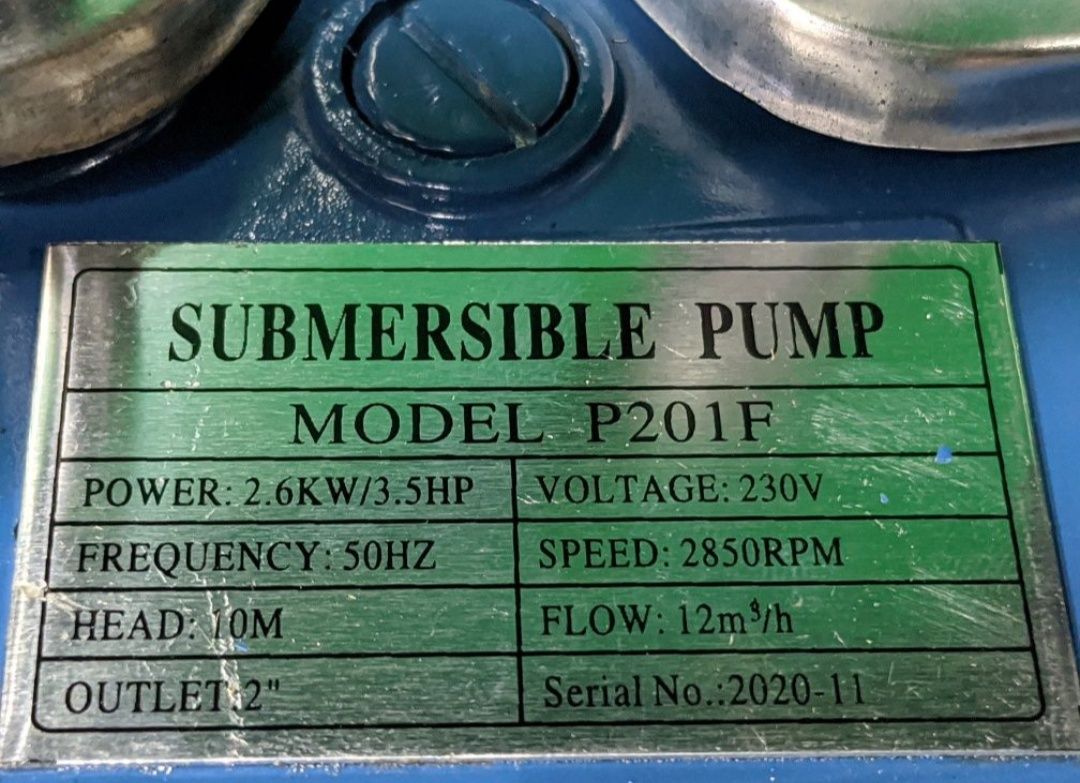 SUBMERSIBLE PUMP
MODEL P201F
POWER: 2.6KW/3.5HP VOLTAGE: 230V
FREQUENCY: 50HZ SPEED: 2850RPM
HEAD: 10M FLOW: 12m³/h
OUTLET:2" Serial No.:2020-11